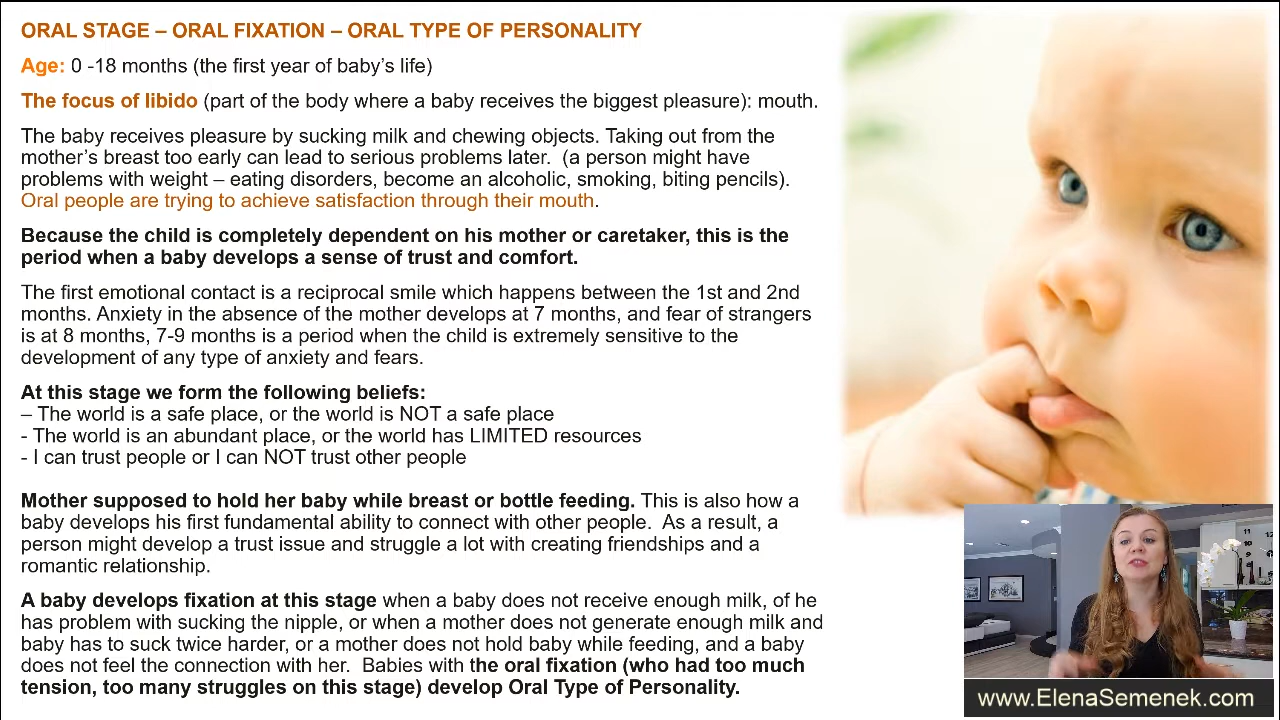 ORAL STAGE – ORAL FIXATION – ORAL TYPE OF PERSONALITY
Age: 0 -18 months (the first year of baby's life)
The focus of libido (part of the body where a baby receives the biggest pleasure): mouth.
The baby receives pleasure by sucking milk and chewing objects. Taking out from the
mother's breast too early can lead to serious problems later.  (a person might have
problems with weight – eating disorders, become an alcoholic, smoking, biting pencils).
Oral people are trying to achieve satisfaction through their mouth.
Because the child is completely dependent on his mother or caretaker, this is the
period when a baby develops a sense of trust and comfort.
The first emotional contact is a reciprocal smile which happens between the 1st and 2nd
months. Anxiety in the absence of the mother develops at 7 months, and fear of strangers
is at 8 months, 7-9 months is a period when the child is extremely sensitive to the
development of any type of anxiety and fears.
At this stage we form the following beliefs:
– The world is a safe place, or the world is NOT a safe place
- The world is an abundant place, or the world has LIMITED resources
- I can trust people or I can NOT trust other people
Mother supposed to hold her baby while breast or bottle feeding. This is also how a
baby develops his first fundamental ability to connect with other people.  As a result, a
person might develop a trust issue and struggle a lot with creating friendships and a
romantic relationship.
A baby develops fixation at this stage when a baby does not receive enough milk, of he
has problem with sucking the nipple, or when a mother does not generate enough milk and
baby has to suck twice harder, or a mother does not hold baby while feeding, and a baby
does not feel the connection with her.  Babies with the oral fixation (who had too much
tension, too many struggles on this stage) develop Oral Type of Personality.
www.ElenaSemenek.com